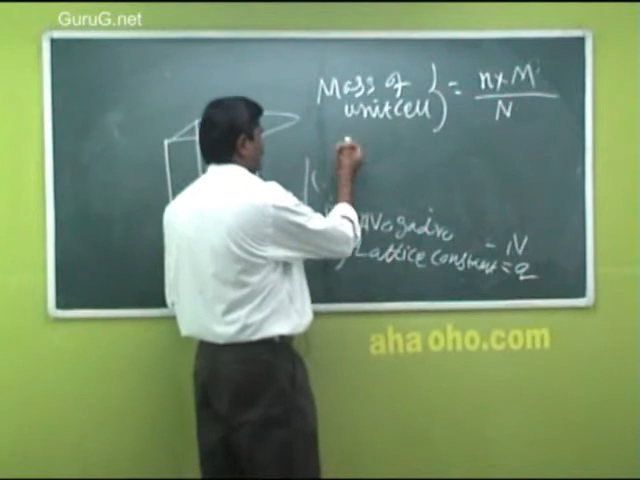 GuruG.net
Mass of } = n x M
unitcell N
Avogadro - N
Lattice constant = a
aha oho.com